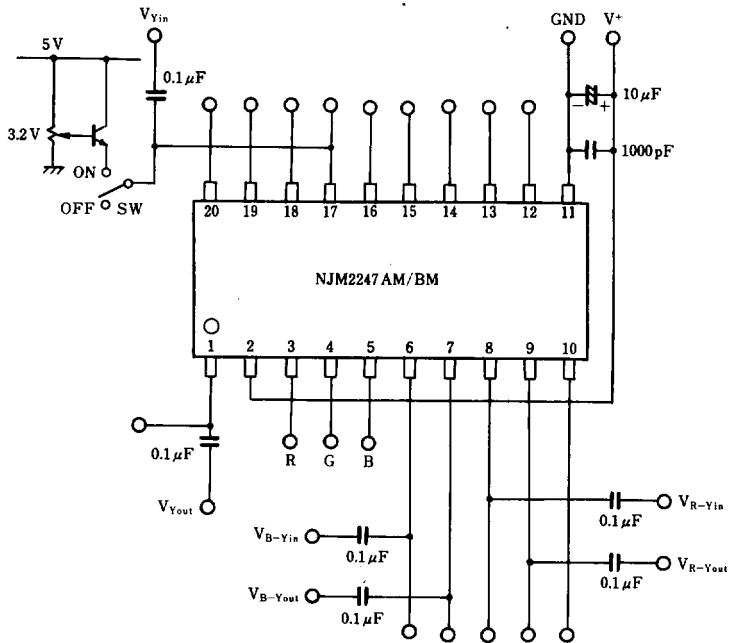 V_Yin
GND V+
5V
0.1μF
10μF
− +
3.2V
1000pF
ON
OFF SW
20 19 18 17 16 15 14 13 12 11
NJM2247AM/BM
1 2 3 4 5 6 7 8 9 10
0.1μF
R G B
V_Yout
V_R-Yin
0.1μF
V_B-Yin
0.1μF
V_R-Yout
0.1μF
V_B-Yout
0.1μF